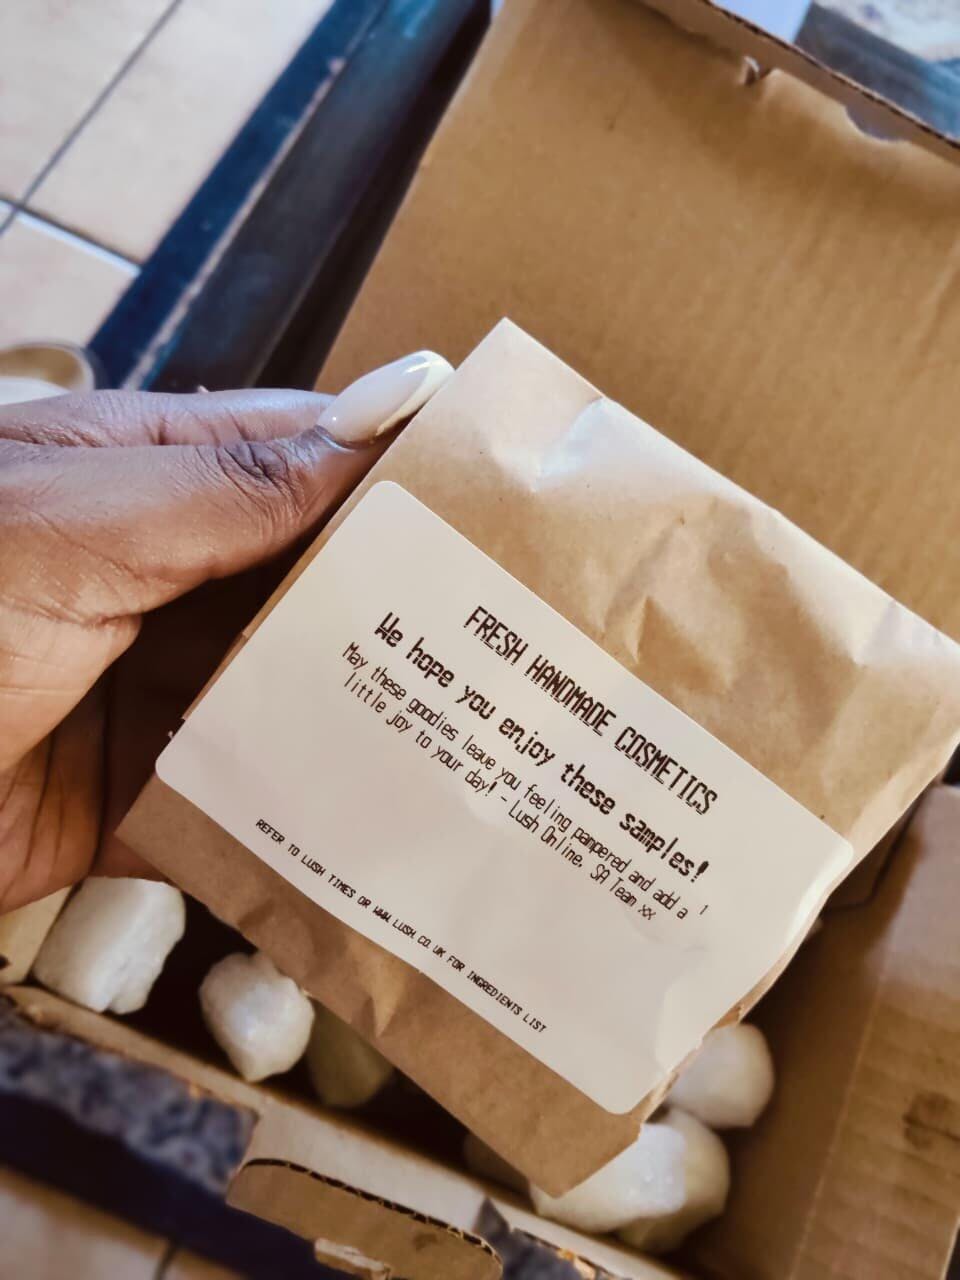 FRESH HANDMADE COSMETICS
We hope you enjoy these samples!
May these goodies leave you feeling pampered and add a
little joy to your day! - Lush Online, SA Team xx
REFER TO LUSH TIMES OR WWW.LUSH.CO.UK FOR INGREDIENTS LIST